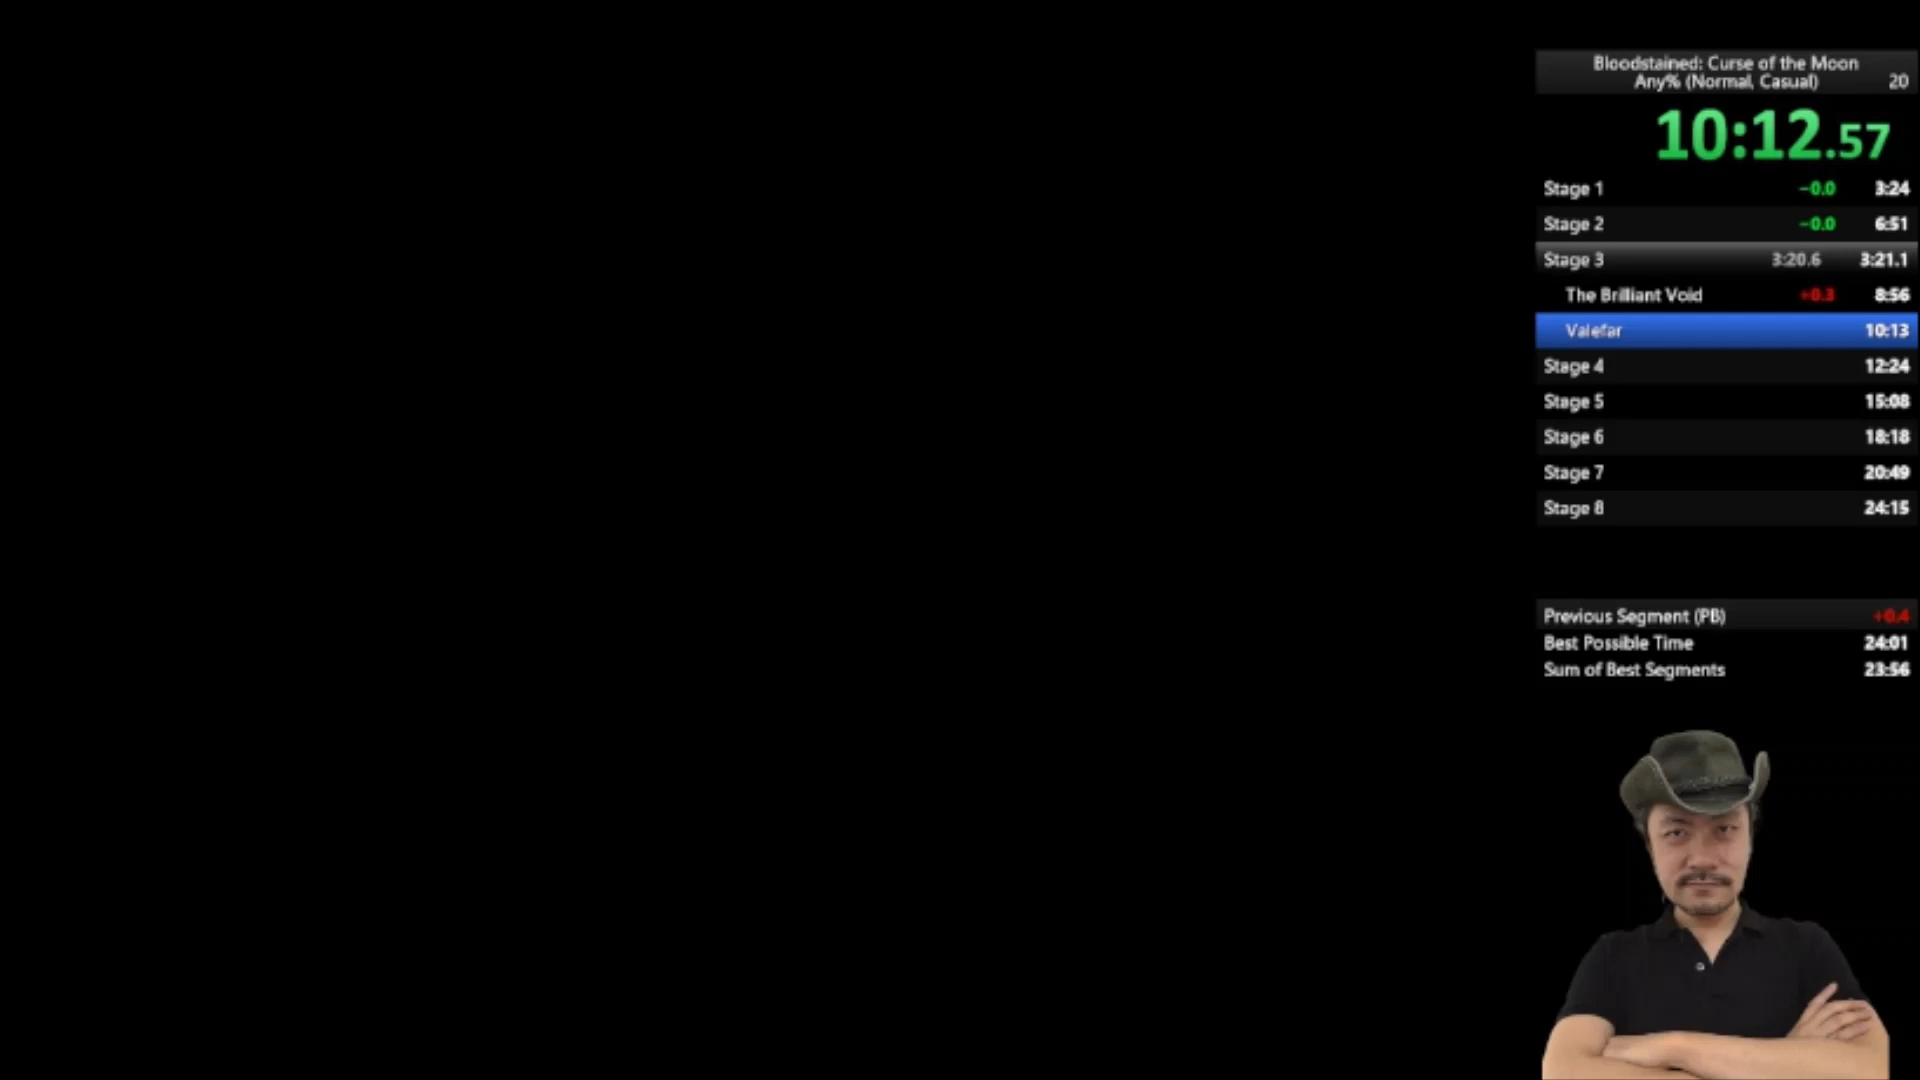 Bloodstained: Curse of the Moon
Any% (Normal, Casual) 20
10:12.57
Stage 1 -0.0 3:24
Stage 2 -0.0 6:51
Stage 3 3:20.6 3:21.1
The Brilliant Void +0.3 8:56
Valefar 10:13
Stage 4 12:24
Stage 5 15:08
Stage 6 18:18
Stage 7 20:49
Stage 8 24:15
Previous Segment (PB) +0.4
Best Possible Time 24:01
Sum of Best Segments 23:56